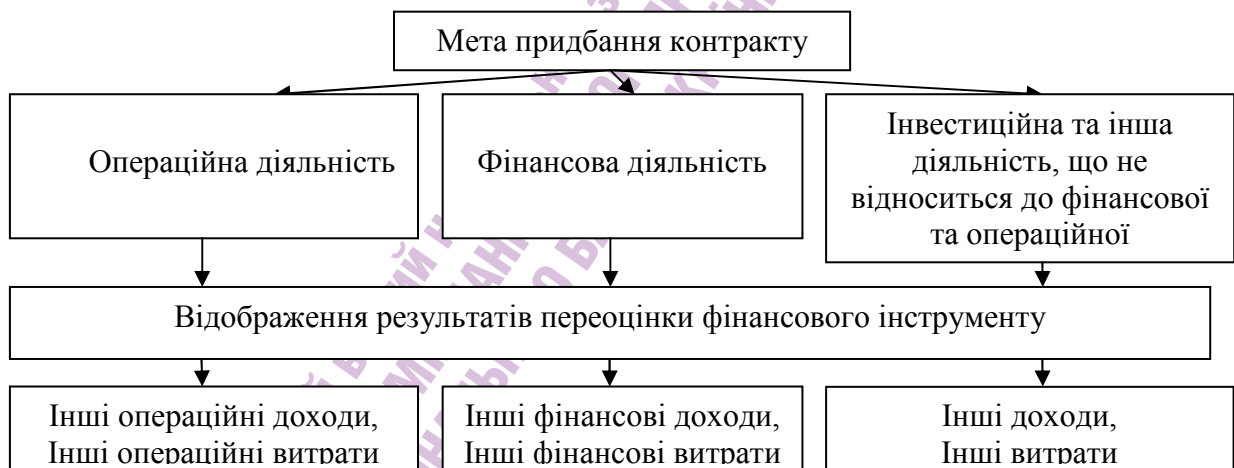 Мета придбання контракту
Операційна діяльність
Фінансова діяльність
Інвестиційна та інша
діяльність, що не
відноситься до фінансової
та операційної
Відображення результатів переоцінки фінансового інструменту
Інші операційні доходи,
Інші операційні витрати
Інші фінансові доходи,
Інші фінансові витрати
Інші доходи,
Інші витрати